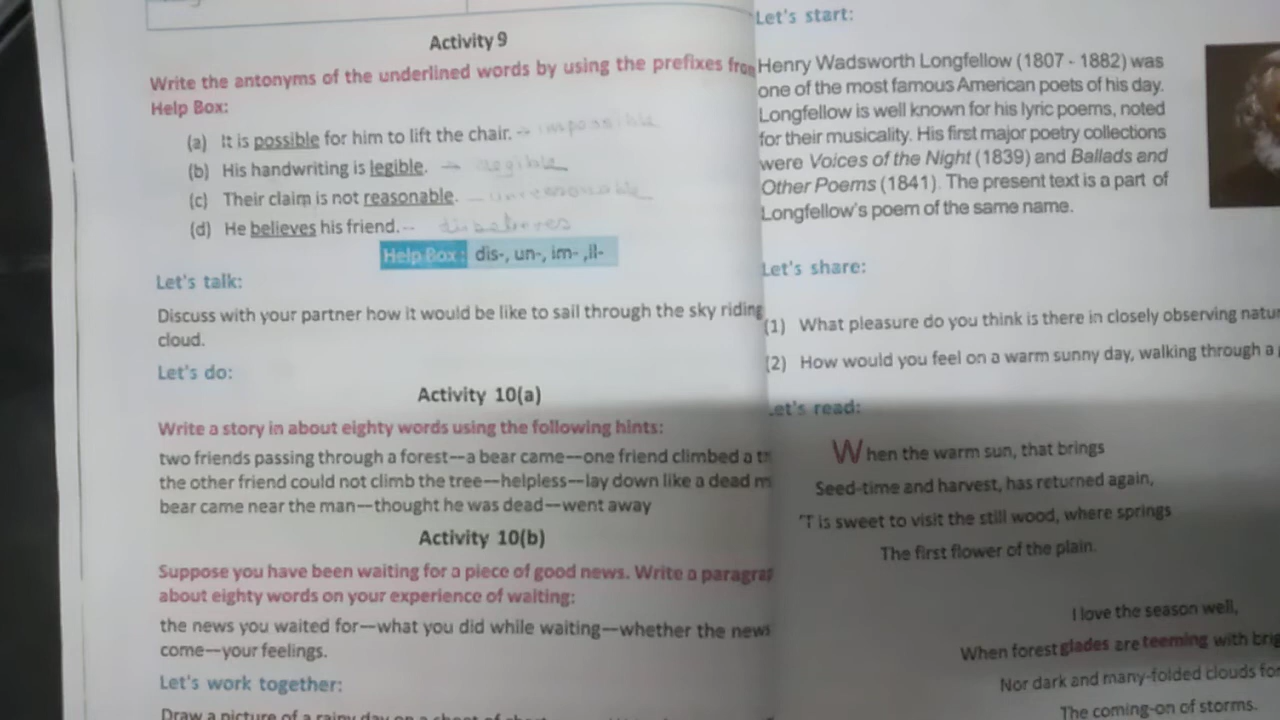 Activity 9
Write the antonyms of the underlined words by using the prefixes from
Help Box:
(a) It is possible for him to lift the chair. → impossible
(b) His handwriting is legible. →
(c) Their claim is not reasonable. – unreasonable
(d) He believes his friend. -- disbelieves
Help Box: dis-, un-, im- ,il-
Let's talk:
Discuss with your partner how it would be like to sail through the sky riding
cloud.
Let's do:
Activity 10(a)
Write a story in about eighty words using the following hints:
two friends passing through a forest—a bear came—one friend climbed a
the other friend could not climb the tree—helpless—lay down like a dead
bear came near the man—thought he was dead—went away
Activity 10(b)
Suppose you have been waiting for a piece of good news. Write a
about eighty words on your experience of waiting:
the news you waited for—what you did while waiting—whether the news
come—your feelings.
Let's work together:
Draw a picture of a rainy day on a sheet of
Let's start:
Henry Wadsworth Longfellow (1807 - 1882) was
one of the most famous American poets of his day.
Longfellow is well known for his lyric poems, noted
for their musicality. His first major poetry collections
were Voices of the Night (1839) and Ballads and
Other Poems (1841). The present text is a part of
Longfellow's poem of the same name.
Let's share:
(1) What pleasure do you think is there in closely observing
(2) How would you feel on a warm sunny day, walking through a
Let's read:
When the warm sun, that brings
Seed-time and harvest, has returned again,
'T is sweet to visit the still wood, where springs
The first flower of the plain.
I love the season well,
When forest glades are teeming with
Nor dark and many-folded clouds
The coming-on of storms.